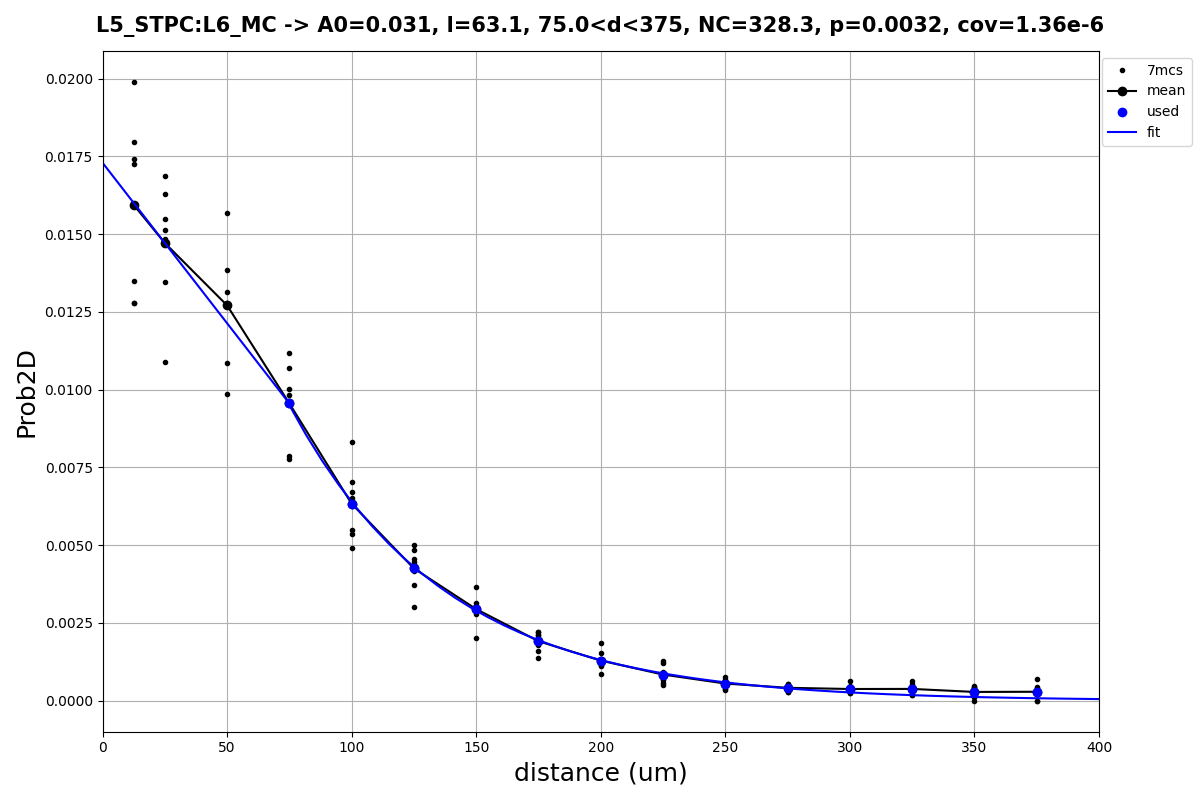 L5_STPC:L6_MC -> A0=0.031, l=63.1, 75.0<d<375, NC=328.3, p=0.0032, cov=1.36e-6
7mcs
mean
used
fit
0.0200
0.0175
0.0150
0.0125
0.0100
0.0075
0.0050
0.0025
0.0000
Prob2D
0 50 100 150 200 250 300 350 400
distance (um)